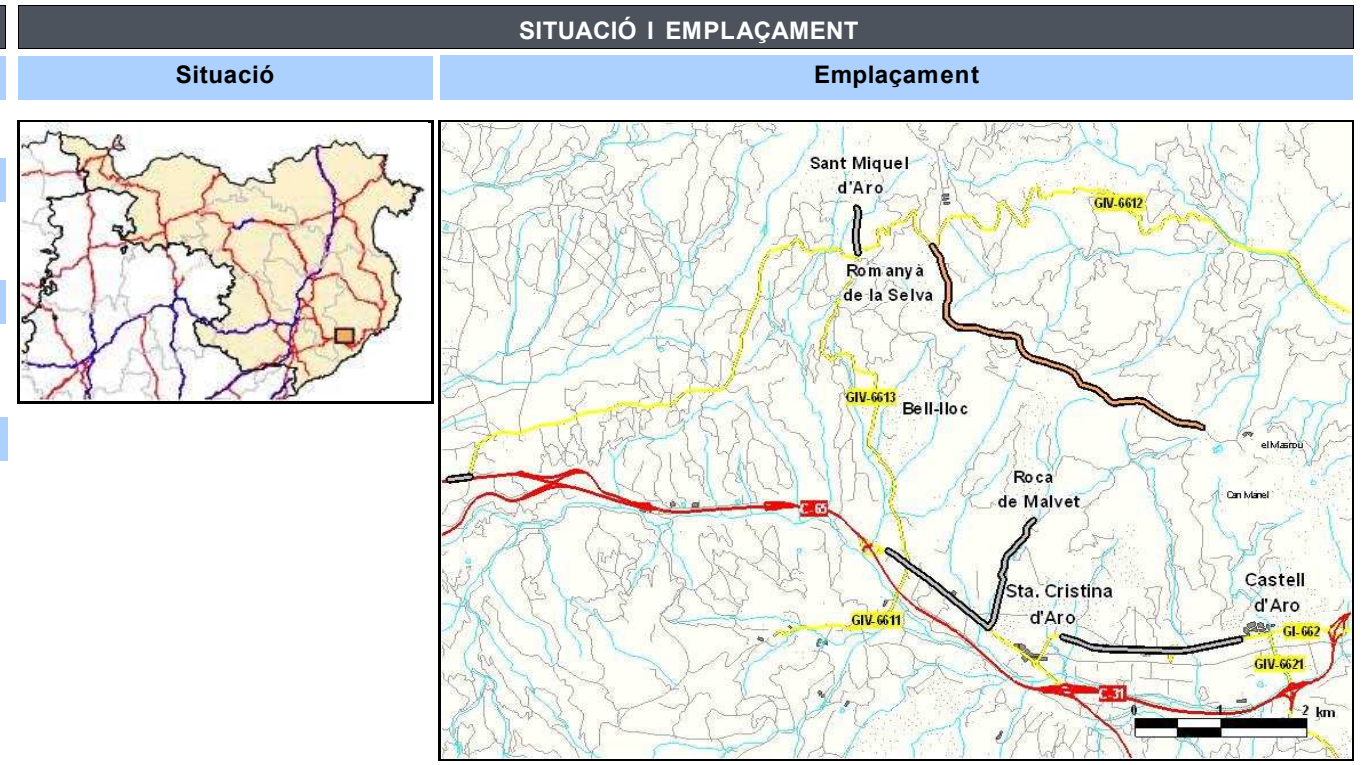 SITUACIÓ I EMPLAÇAMENT
Situació
Emplaçament
Sant Miquel
d'Aro
GIV-6612
Romanyà
de la Selva
GIV-6613
Bell-lloc
el Masnou
Roca
de Malvet
Can Manel
C-65
Sta. Cristina
d'Aro
Castell
d'Aro
GIV-6611
GI-662
GIV-6621
C-31
0 1 2 km